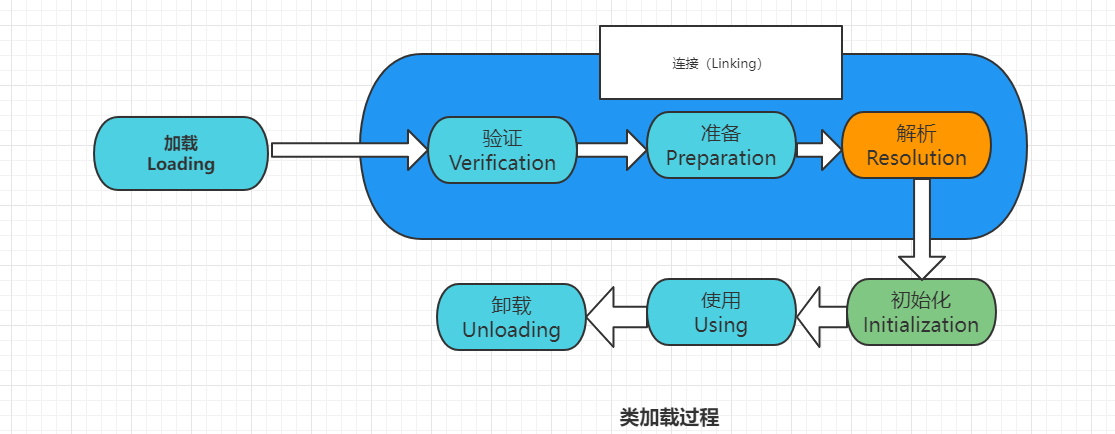 连接（Linking）
加载
Loading
验证
Verification
准备
Preparation
解析
Resolution
卸载
Unloading
使用
Using
初始化
Initialization
类加载过程